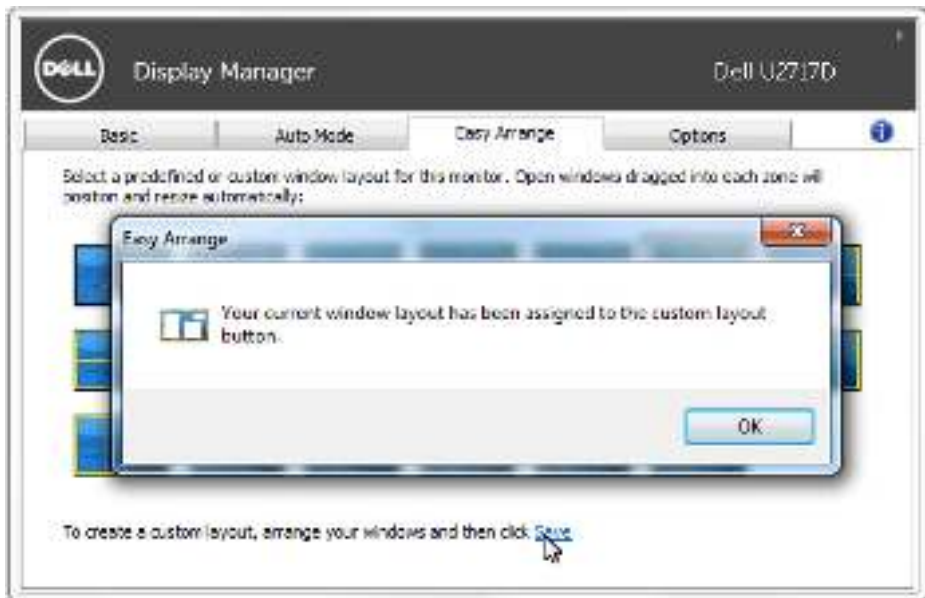 DELL
Display Manager
Dell U2717D
Basic
Auto Mode
Easy Arrange
Options
Select a predefined or custom window layout for this monitor. Open windows dragged into each zone will
position and resize automatically:
Easy Arrange
Your current window layout has been assigned to the custom layout
button.
OK
To create a custom layout, arrange your windows and then click Save